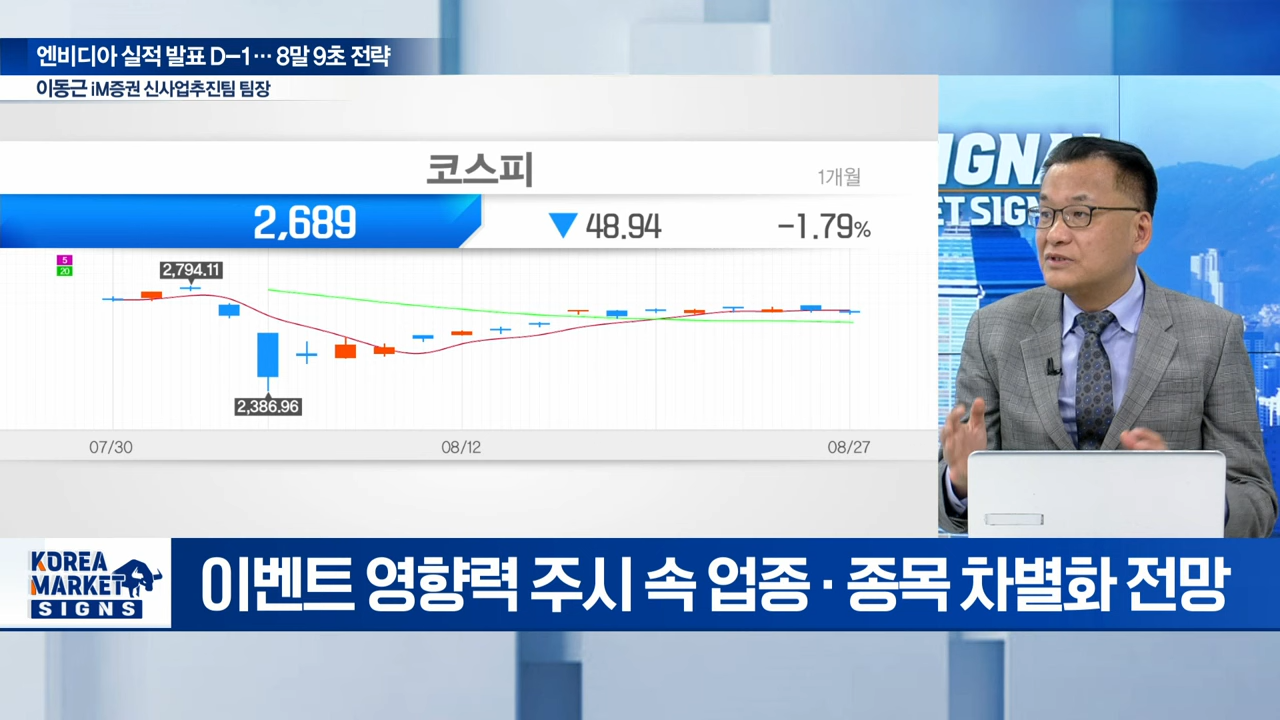 엔비디아 실적 발표 D-1… 8말 9초 전략
이동근 iM증권 신사업추진팀 팀장
코스피
1개월
2,689 ▼ 48.94 -1.79%
5
20
2,794.11
2,386.96
07/30 08/12 08/27
IGNA
ET SIGN
KOREA
MARKET
SIGNS
이벤트 영향력 주시 속 업종·종목 차별화 전망